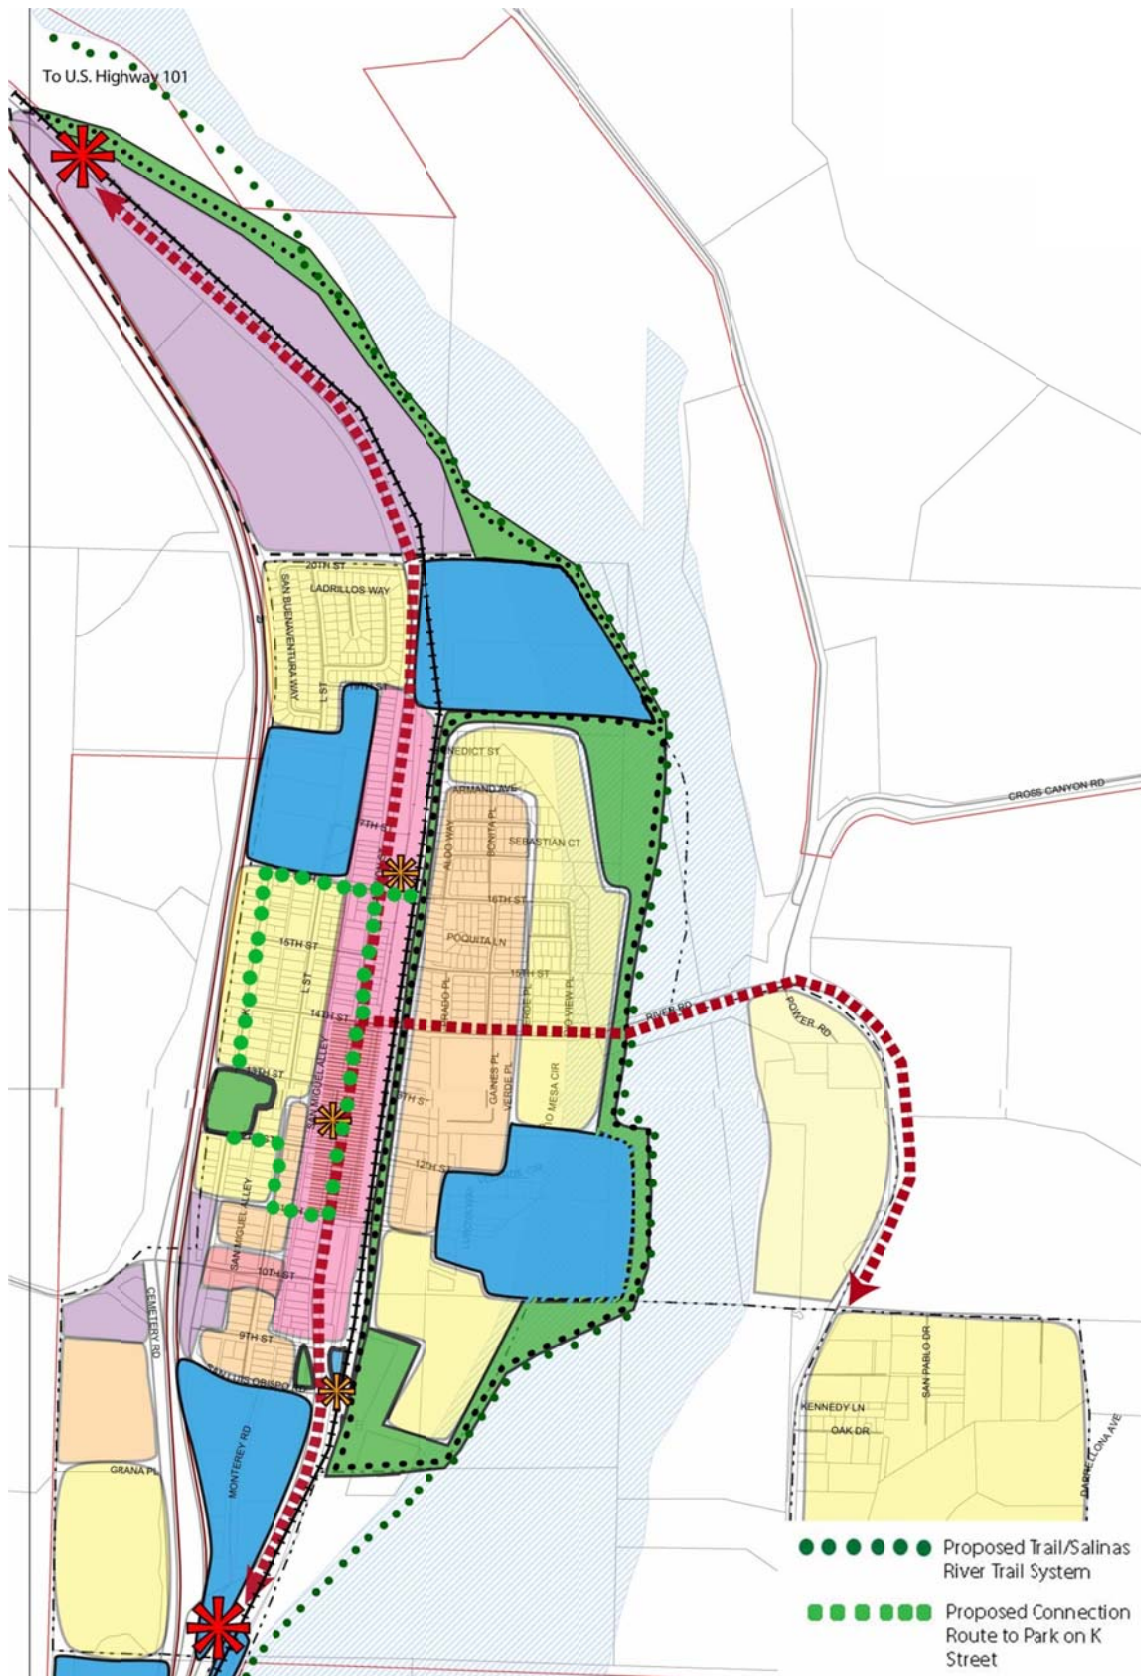 To U.S. Highway 101
20TH ST
LADRILLOS WAY
SAN BUENAVENTURA WAY
L ST
19TH ST
ARMAND AVE
CROSS CANYON RD
SEBASTIAN CT
ALDO WAY
BONITA PL
16TH ST
POQUITA LN
15TH ST
15TH ST
L ST
14TH ST
RIVER RD
POWER RD
SAN MIGUEL ALLEY
GAINES PL
VERDE PL
13TH ST
12TH ST
SAN MIGUEL ALLEY
10TH ST
CEMETERY RD
9TH ST
SAN PABLO DR
KENNEDY LN
OAK DR
MONTEREY RD
GRANA PL
Proposed Trail/Salinas
River Trail System
Proposed Connection
Route to Park on K
Street